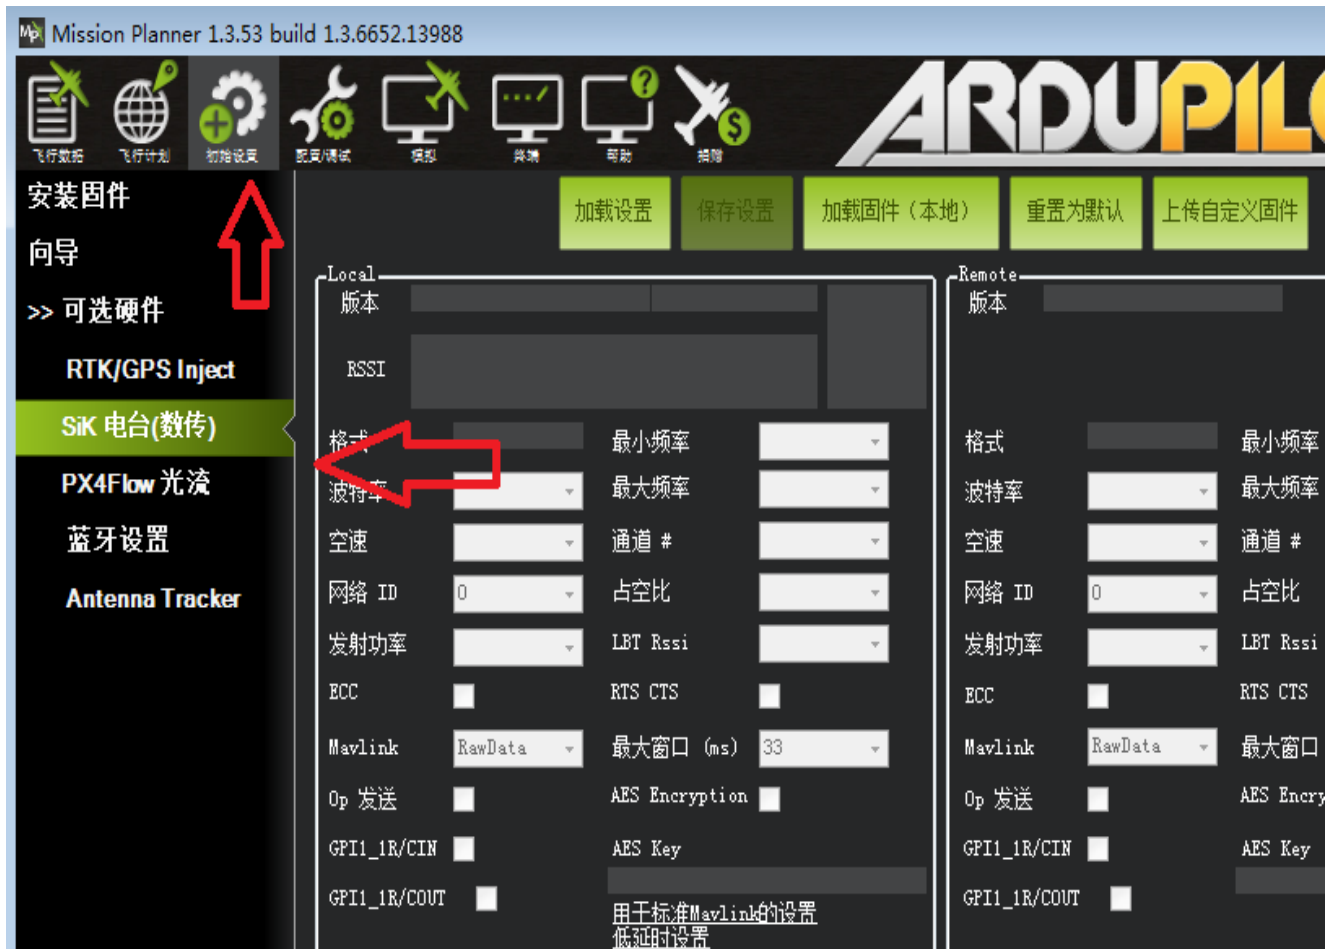 Mission Planner 1.3.53 build 1.3.6652.13988
飞行数据 飞行计划 初始设置 配置/调试 模拟 终端 帮助 捐赠
ARDUPIL
安装固件
向导
>> 可选硬件
RTK/GPS Inject
SiK 电台(数传)
PX4Flow 光流
蓝牙设置
Antenna Tracker
加载设置 保存设置 加载固件（本地） 重置为默认 上传自定义固件
Local
版本
RSSI
格式 最小频率
波特率 最大频率
空速 通道 #
网络 ID 0 占空比
发射功率 LBT Rssi
ECC RTS CTS
Mavlink RawData 最大窗口 (ms) 33
Op 发送 AES Encryption
GPI1_1R/CIN AES Key
GPI1_1R/COUT
用于标准Mavlink的设置
低延时设置
Remote
版本
格式 最小频率
波特率 最大频率
空速 通道 #
网络 ID 0 占空比
发射功率 LBT Rssi
ECC RTS CTS
Mavlink RawData 最大窗口
Op 发送 AES Encry
GPI1_1R/CIN AES Key
GPI1_1R/COUT